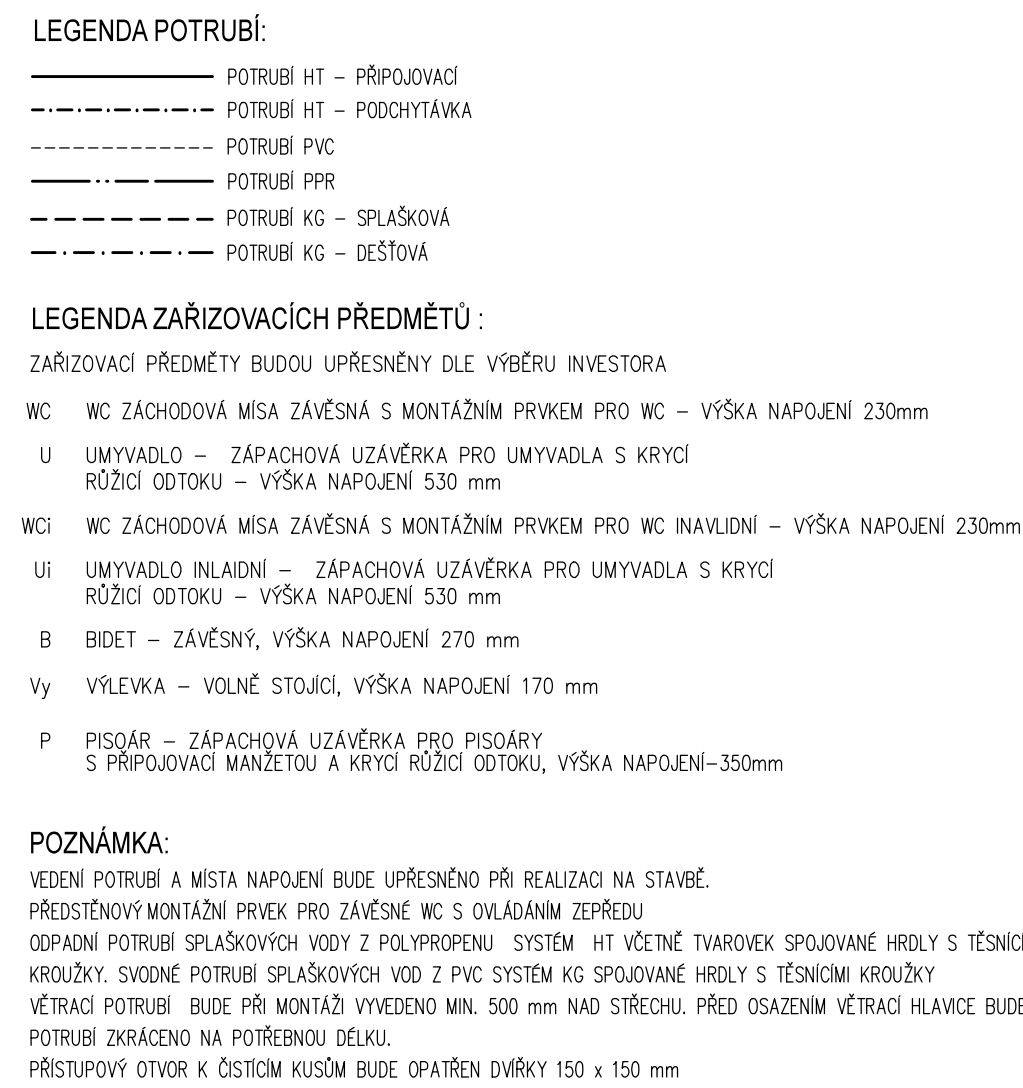 LEGENDA POTRUBÍ:
POTRUBÍ HT – PŘIPOJOVACÍ
POTRUBÍ HT – PODCHYTÁVKA
POTRUBÍ PVC
POTRUBÍ PPR
POTRUBÍ KG – SPLAŠKOVÁ
POTRUBÍ KG – DEŠŤOVÁ
LEGENDA ZAŘIZOVACÍCH PŘEDMĚTŮ :
ZAŘIZOVACÍ PŘEDMĚTY BUDOU UPŘESNĚNY DLE VÝBĚRU INVESTORA
WC WC ZÁCHODOVÁ MÍSA ZÁVĚSNÁ S MONTÁŽNÍM PRVKEM PRO WC – VÝŠKA NAPOJENÍ 230mm
U UMYVADLO – ZÁPACHOVÁ UZÁVĚRKA PRO UMYVADLA S KRYCÍ
RŮŽICÍ ODTOKU – VÝŠKA NAPOJENÍ 530 mm
WCi WC ZÁCHODOVÁ MÍSA ZÁVĚSNÁ S MONTÁŽNÍM PRVKEM PRO WC INAVLIDNÍ – VÝŠKA NAPOJENÍ 230mm
Ui UMYVADLO INLAIDNÍ – ZÁPACHOVÁ UZÁVĚRKA PRO UMYVADLA S KRYCÍ
RŮŽICÍ ODTOKU – VÝŠKA NAPOJENÍ 530 mm
B BIDET – ZÁVĚSNÝ, VÝŠKA NAPOJENÍ 270 mm
Vy VÝLEVKA – VOLNĚ STOJÍCÍ, VÝŠKA NAPOJENÍ 170 mm
P PISOÁR – ZÁPACHOVÁ UZÁVĚRKA PRO PISOÁRY
S PŘIPOJOVACÍ MANŽETOU A KRYCÍ RŮŽICÍ ODTOKU, VÝŠKA NAPOJENÍ–350mm
POZNÁMKA:
VEDENÍ POTRUBÍ A MÍSTA NAPOJENÍ BUDE UPŘESNĚNO PŘI REALIZACI NA STAVBĚ.
PŘEDSTĚNOVÝ MONTÁŽNÍ PRVEK PRO ZÁVĚSNÉ WC S OVLÁDÁNÍM ZEPŘEDU
ODPADNÍ POTRUBÍ SPLAŠKOVÝCH VODY Z POLYPROPENU SYSTÉM HT VČETNĚ TVAROVEK SPOJOVANÉ HRDLY S TĚSNÍCÍ
KROUŽKY. SVODNÉ POTRUBÍ SPLAŠKOVÝCH VOD Z PVC SYSTÉM KG SPOJOVANÉ HRDLY S TĚSNÍCÍMI KROUŽKY
VĚTRACÍ POTRUBÍ BUDE PŘI MONTÁŽI VYVEDENO MIN. 500 mm NAD STŘECHU. PŘED OSAZENÍM VĚTRACÍ HLAVICE BUDE
POTRUBÍ ZKRÁCENO NA POTŘEBNOU DÉLKU.
PŘÍSTUPOVÝ OTVOR K ČISTÍCÍM KUSŮM BUDE OPATŘEN DVÍŘKY 150 x 150 mm